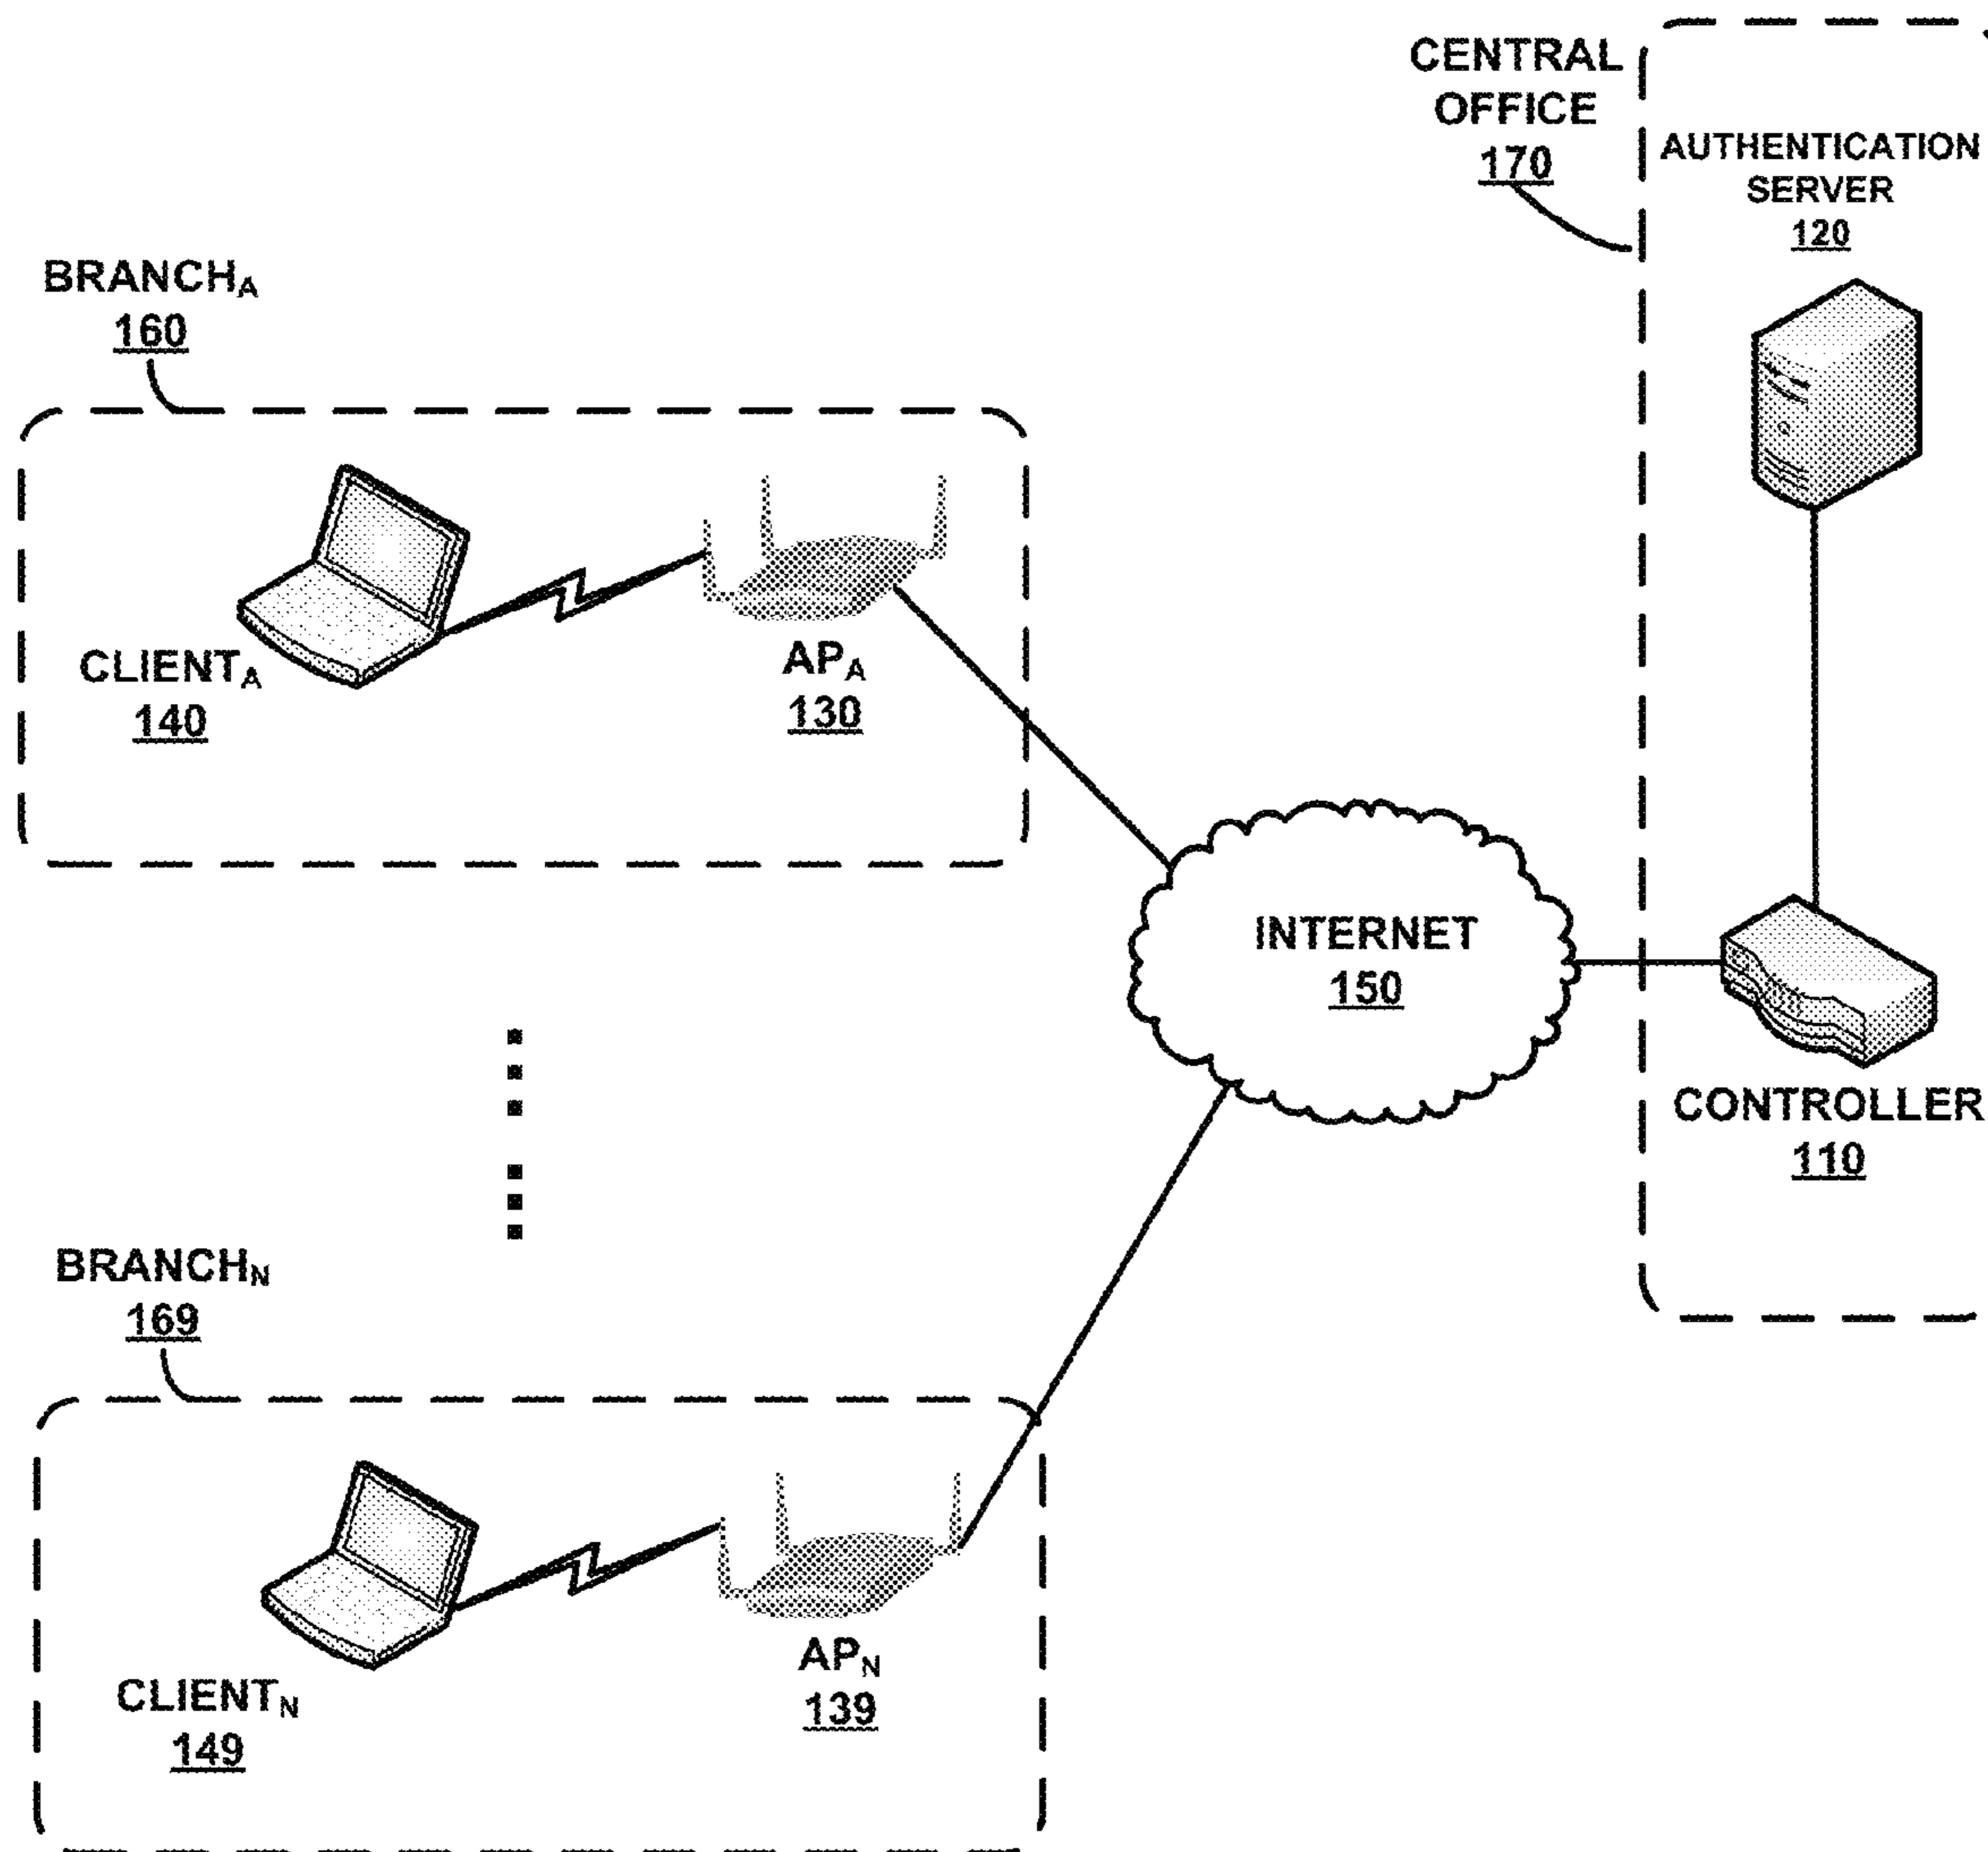 CENTRAL
OFFICE
170
AUTHENTICATION
SERVER
120
BRANCHA
160
CLIENTA
140
APA
130
INTERNET
150
CONTROLLER
110
BRANCHN
169
CLIENTN
149
APN
139